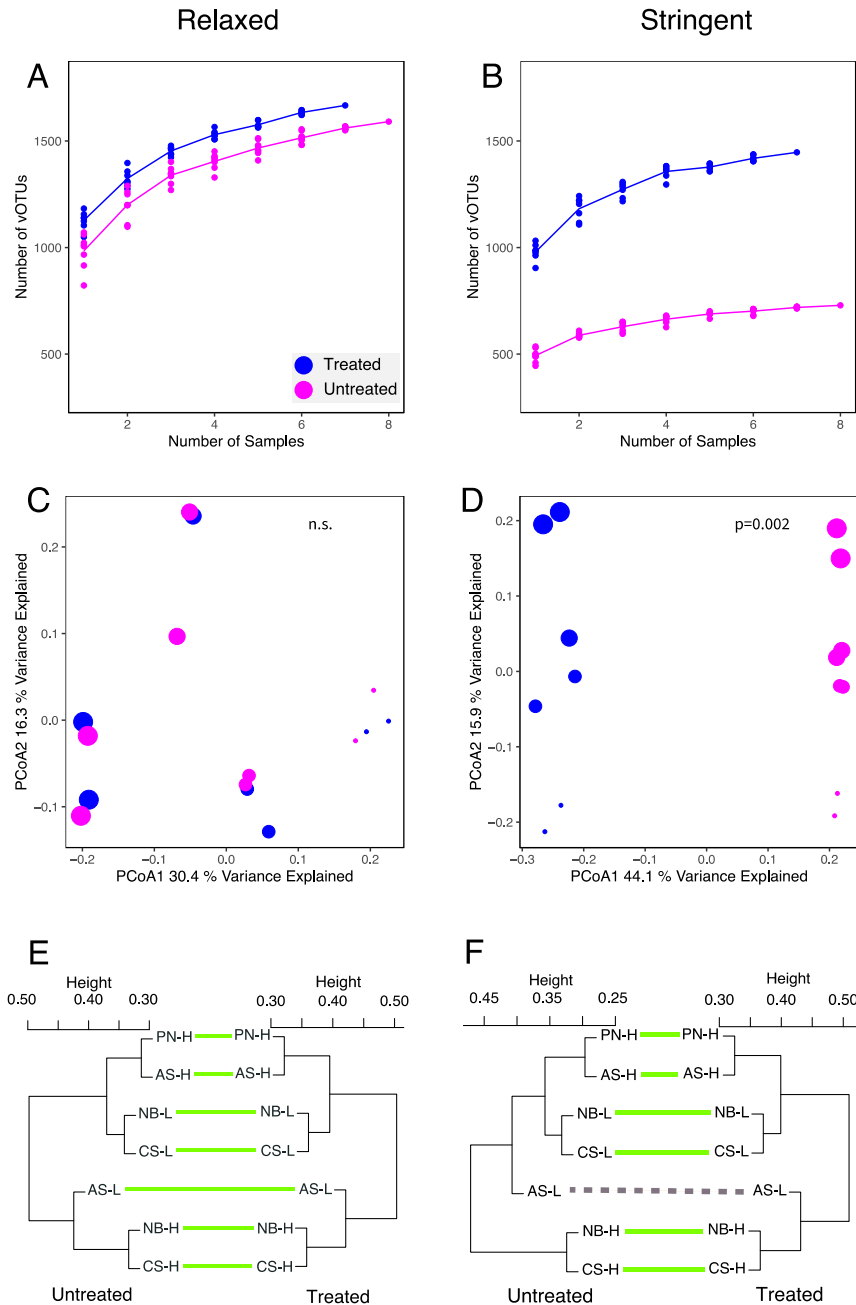 Relaxed
Stringent
A
Number of vOTUs
1500
1000
500
2
4
6
8
Number of Samples
Treated
Untreated
B
Number of vOTUs
1500
1000
500
2
4
6
8
Number of Samples
C
n.s.
PCoA2 16.3 % Variance Explained
0.2
0.1
0.0
−0.1
−0.2
−0.1
0.0
0.1
0.2
PCoA1 30.4 % Variance Explained
D
p=0.002
PCoA2 15.9 % Variance Explained
0.2
0.1
0.0
−0.1
−0.2
−0.3
−0.2
−0.1
0.0
0.1
0.2
PCoA1 44.1 % Variance Explained
E
Height
0.50
0.40
0.30
Height
0.30
0.40
0.50
PN-H
PN-H
AS-H
AS-H
NB-L
NB-L
CS-L
CS-L
AS-L
AS-L
NB-H
NB-H
CS-H
CS-H
Untreated
Treated
F
Height
0.45
0.35
0.25
Height
0.30
0.40
0.50
PN-H
PN-H
AS-H
AS-H
NB-L
NB-L
CS-L
CS-L
AS-L
AS-L
NB-H
NB-H
CS-H
CS-H
Untreated
Treated